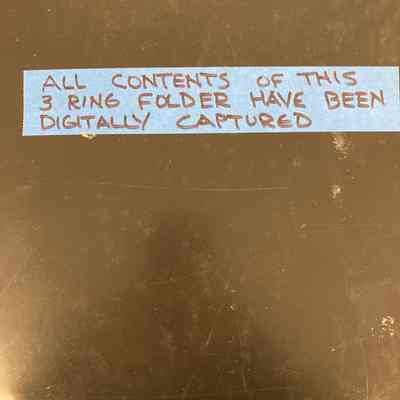 ALL CONTENTS OF THIS
3 RING FOLDER HAVE BEEN
DIGITALLY CAPTURED